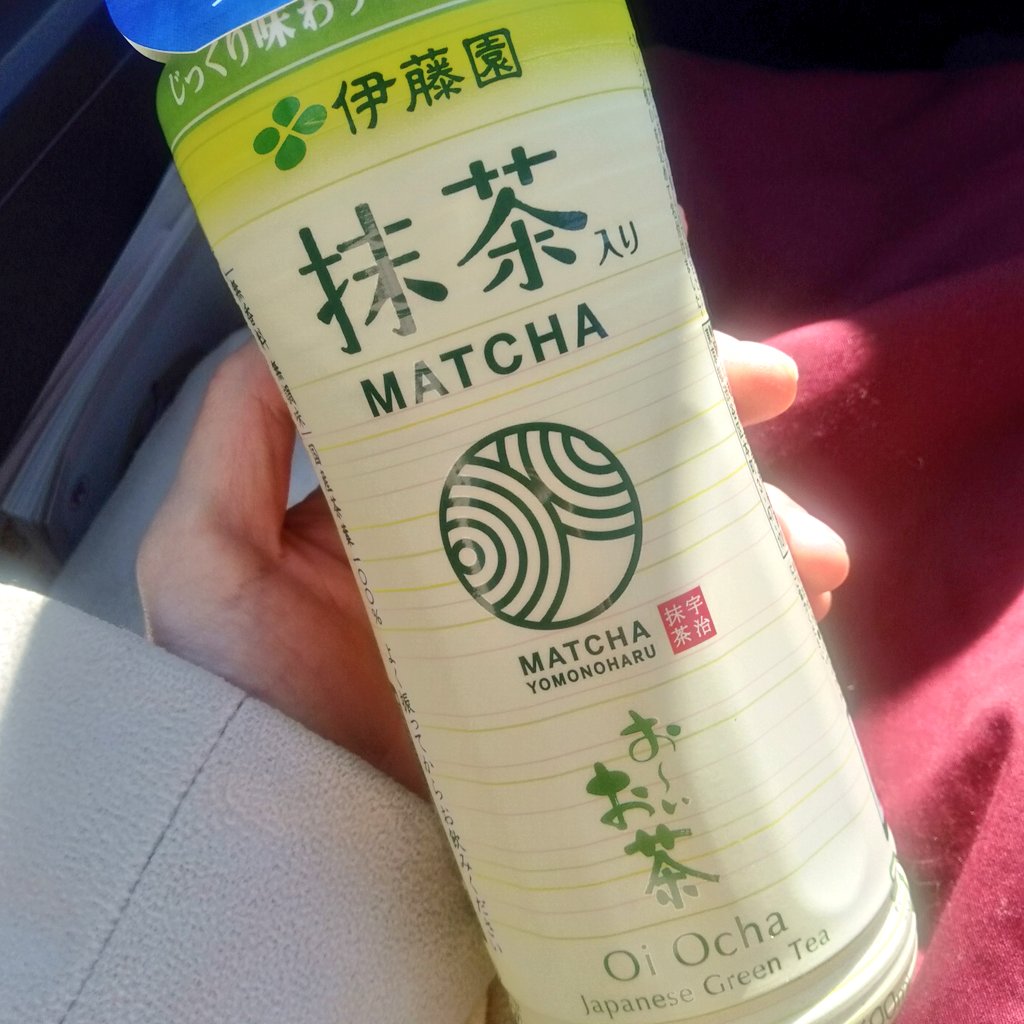 じっくり味わう
伊藤園
抹茶入り
MATCHA
MATCHA
YOMONOHARU
宇治
抹茶
お〜い
お茶
Oi Ocha
Japanese Green Tea